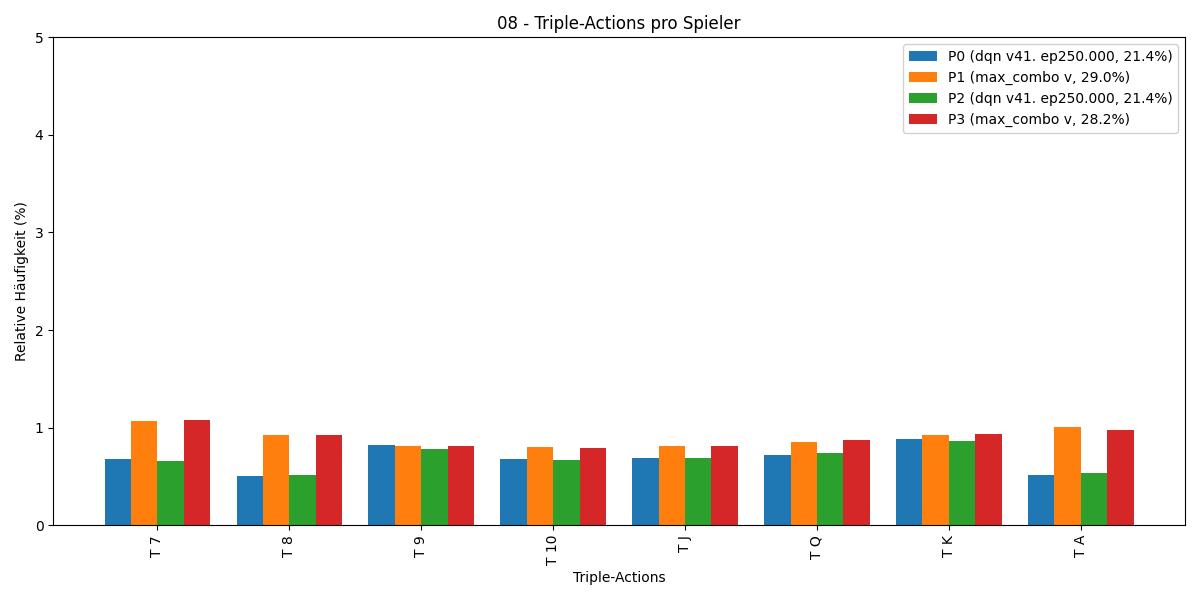 08 - Triple-Actions pro Spieler
P0 (dqn v41. ep250.000, 21.4%)
P1 (max_combo v, 29.0%)
P2 (dqn v41. ep250.000, 21.4%)
P3 (max_combo v, 28.2%)
Relative Häufigkeit (%)
5
4
3
2
1
0
T 7
T 8
T 9
T 10
T J
T Q
T K
T A
Triple-Actions